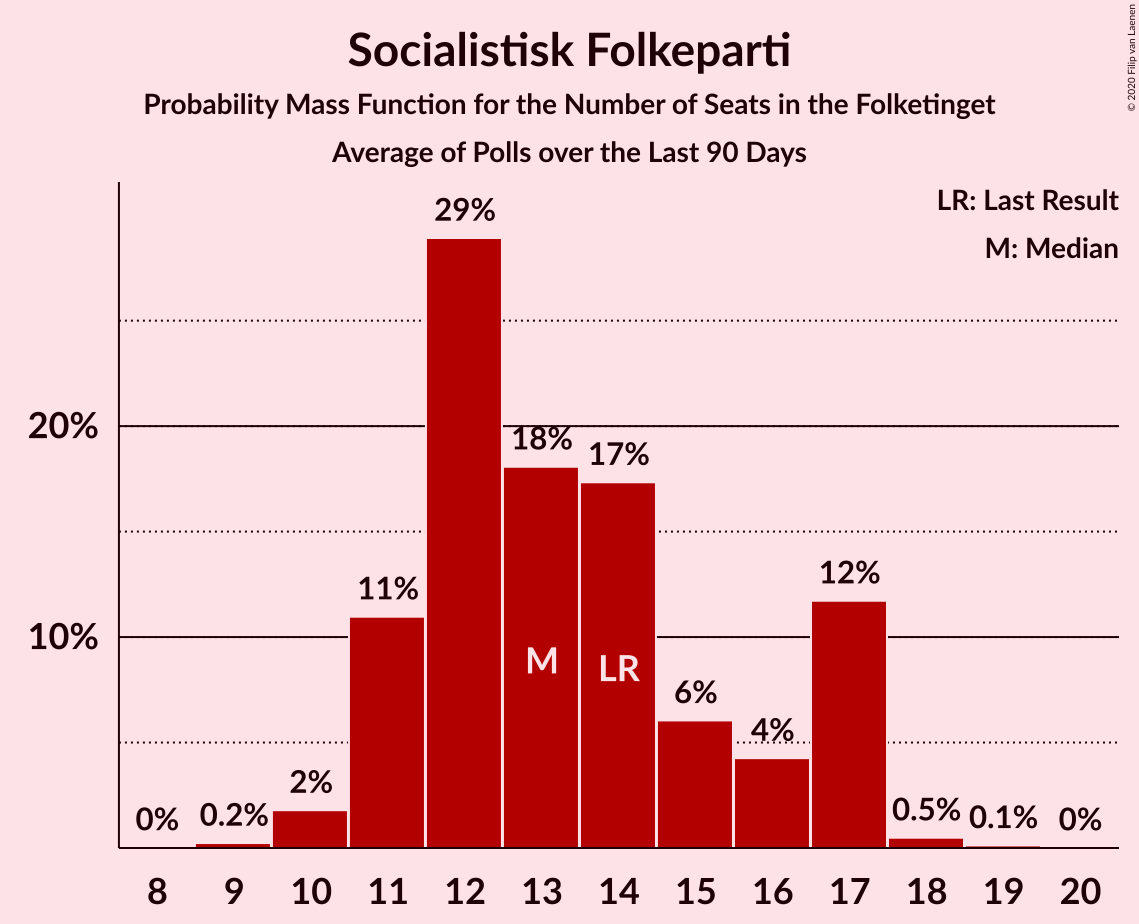 Socialistisk Folkeparti
Probability Mass Function for the Number of Seats in the Folketinget
Average of Polls over the Last 90 Days
© 2020 Filip van Laenen
LR: Last Result
M: Median
29%
20%
18%
17%
12%
11%
10%
M
LR
6%
4%
2%
0%
0.2%
0.5%
0.1%
0%
8 9 10 11 12 13 14 15 16 17 18 19 20